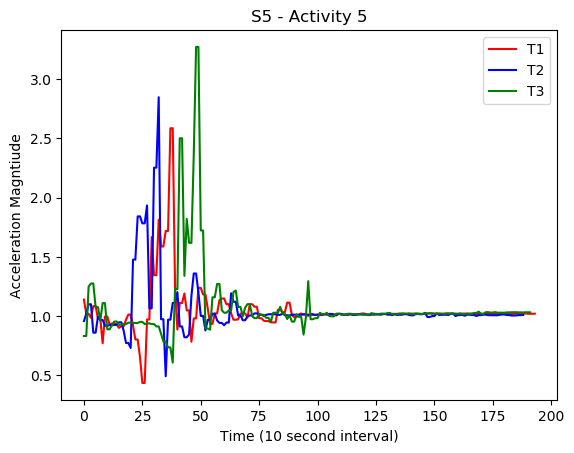 S5 - Activity 5
T1
T2
T3
3.0
2.5
2.0
1.5
1.0
0.5
Acceleration Magntiude
0 25 50 75 100 125 150 175 200
Time (10 second interval)